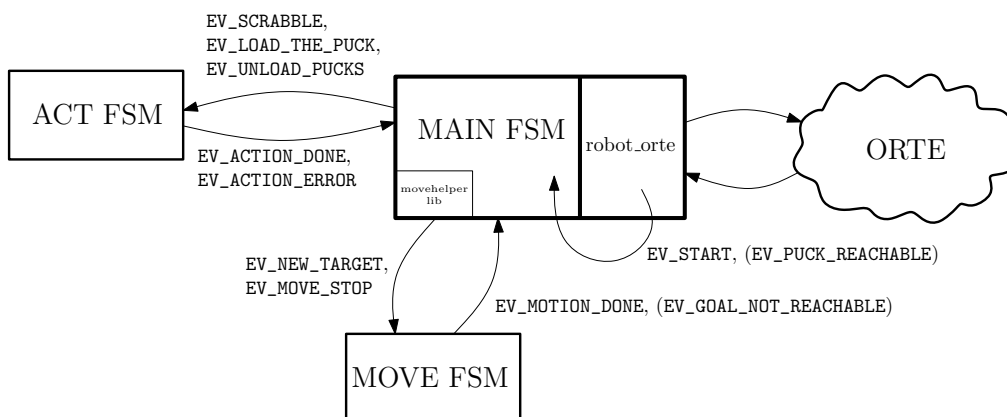 EV_SCRABBLE,
EV_LOAD_THE_PUCK,
EV_UNLOAD_PUCKS
ACT FSM
EV_ACTION_DONE,
EV_ACTION_ERROR
MAIN FSM
movehelper
lib
robot_orte
ORTE
EV_START, (EV_PUCK_REACHABLE)
EV_NEW_TARGET,
EV_MOVE_STOP
EV_MOTION_DONE, (EV_GOAL_NOT_REACHABLE)
MOVE FSM